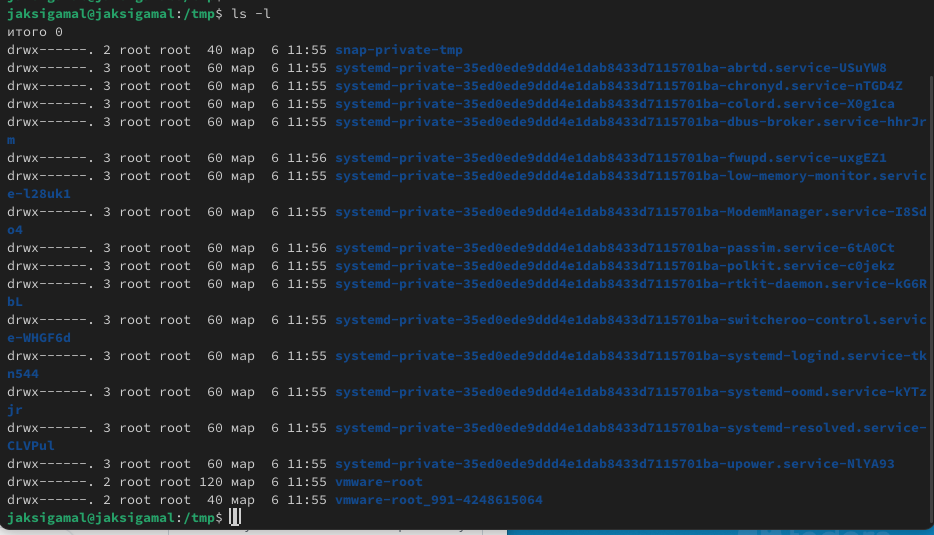 jaksigamal@jaksigamal:/tmp$ ls -l
итого 0
drwx------. 2 root root  40 мар  6 11:55 snap-private-tmp
drwx------. 3 root root  60 мар  6 11:55 systemd-private-35ed0ede9ddd4e1dab8433d7115701ba-abrtd.service-USuYW8
drwx------. 3 root root  60 мар  6 11:55 systemd-private-35ed0ede9ddd4e1dab8433d7115701ba-chronyd.service-nTGD4Z
drwx------. 3 root root  60 мар  6 11:55 systemd-private-35ed0ede9ddd4e1dab8433d7115701ba-colord.service-X0g1ca
drwx------. 3 root root  60 мар  6 11:55 systemd-private-35ed0ede9ddd4e1dab8433d7115701ba-dbus-broker.service-hhrJr
m
drwx------. 3 root root  60 мар  6 11:56 systemd-private-35ed0ede9ddd4e1dab8433d7115701ba-fwupd.service-uxgEZ1
drwx------. 3 root root  60 мар  6 11:55 systemd-private-35ed0ede9ddd4e1dab8433d7115701ba-low-memory-monitor.servic
e-l28uk1
drwx------. 3 root root  60 мар  6 11:55 systemd-private-35ed0ede9ddd4e1dab8433d7115701ba-ModemManager.service-I8Sd
o4
drwx------. 3 root root  60 мар  6 11:56 systemd-private-35ed0ede9ddd4e1dab8433d7115701ba-passim.service-6tA0Ct
drwx------. 3 root root  60 мар  6 11:55 systemd-private-35ed0ede9ddd4e1dab8433d7115701ba-polkit.service-c0jekz
drwx------. 3 root root  60 мар  6 11:55 systemd-private-35ed0ede9ddd4e1dab8433d7115701ba-rtkit-daemon.service-kG6R
bL
drwx------. 3 root root  60 мар  6 11:55 systemd-private-35ed0ede9ddd4e1dab8433d7115701ba-switcheroo-control.servic
e-WHGF6d
drwx------. 3 root root  60 мар  6 11:55 systemd-private-35ed0ede9ddd4e1dab8433d7115701ba-systemd-logind.service-tk
n544
drwx------. 3 root root  60 мар  6 11:55 systemd-private-35ed0ede9ddd4e1dab8433d7115701ba-systemd-oomd.service-kYTz
jr
drwx------. 3 root root  60 мар  6 11:55 systemd-private-35ed0ede9ddd4e1dab8433d7115701ba-systemd-resolved.service-
CLVPul
drwx------. 3 root root  60 мар  6 11:55 systemd-private-35ed0ede9ddd4e1dab8433d7115701ba-upower.service-NlYA93
drwx------. 2 root root 120 мар  6 11:55 vmware-root
drwx------. 2 root root  40 мар  6 11:55 vmware-root_991-4248615064
jaksigamal@jaksigamal:/tmp$